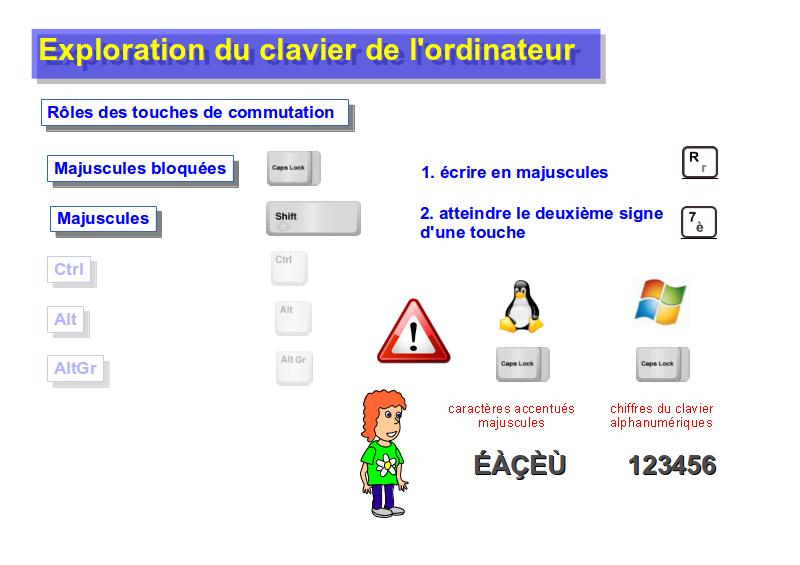 Exploration du clavier de l'ordinateur
Rôles des touches de commutation
Majuscules bloquées
Caps Lock
1. écrire en majuscules
R
r
Majuscules
Shift
2. atteindre le deuxième signe
d'une touche
7
è
Ctrl
Ctrl
Alt
Alt
AltGr
Alt Gr
Caps Lock
Caps Lock
caractères accentués
majuscules
chiffres du clavier
alphanumériques
ÉÀÇÈÙ
123456